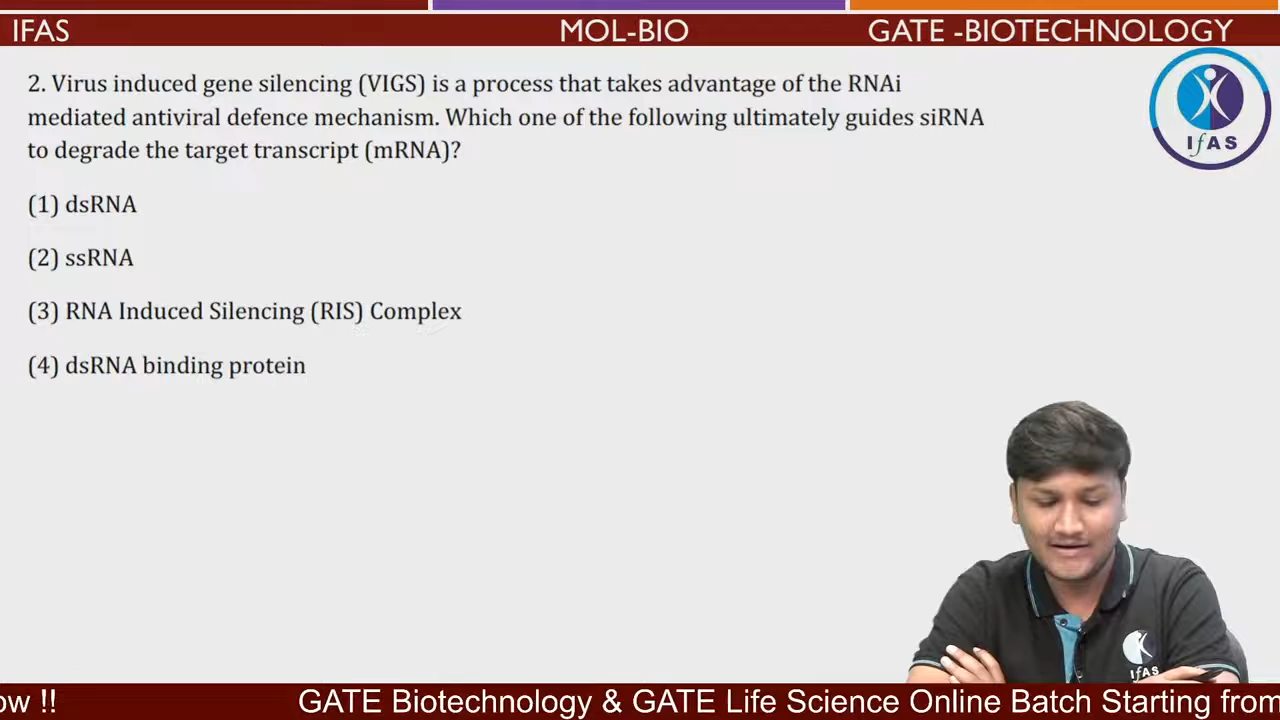 IFAS MOL-BIO GATE -BIOTECHNOLOGY
2. Virus induced gene silencing (VIGS) is a process that takes advantage of the RNAi
mediated antiviral defence mechanism. Which one of the following ultimately guides siRNA
to degrade the target transcript (mRNA)?
IfAS
(1) dsRNA
(2) ssRNA
(3) RNA Induced Silencing (RIS) Complex
(4) dsRNA binding protein
IfAS
ow !! GATE Biotechnology & GATE Life Science Online Batch Starting from